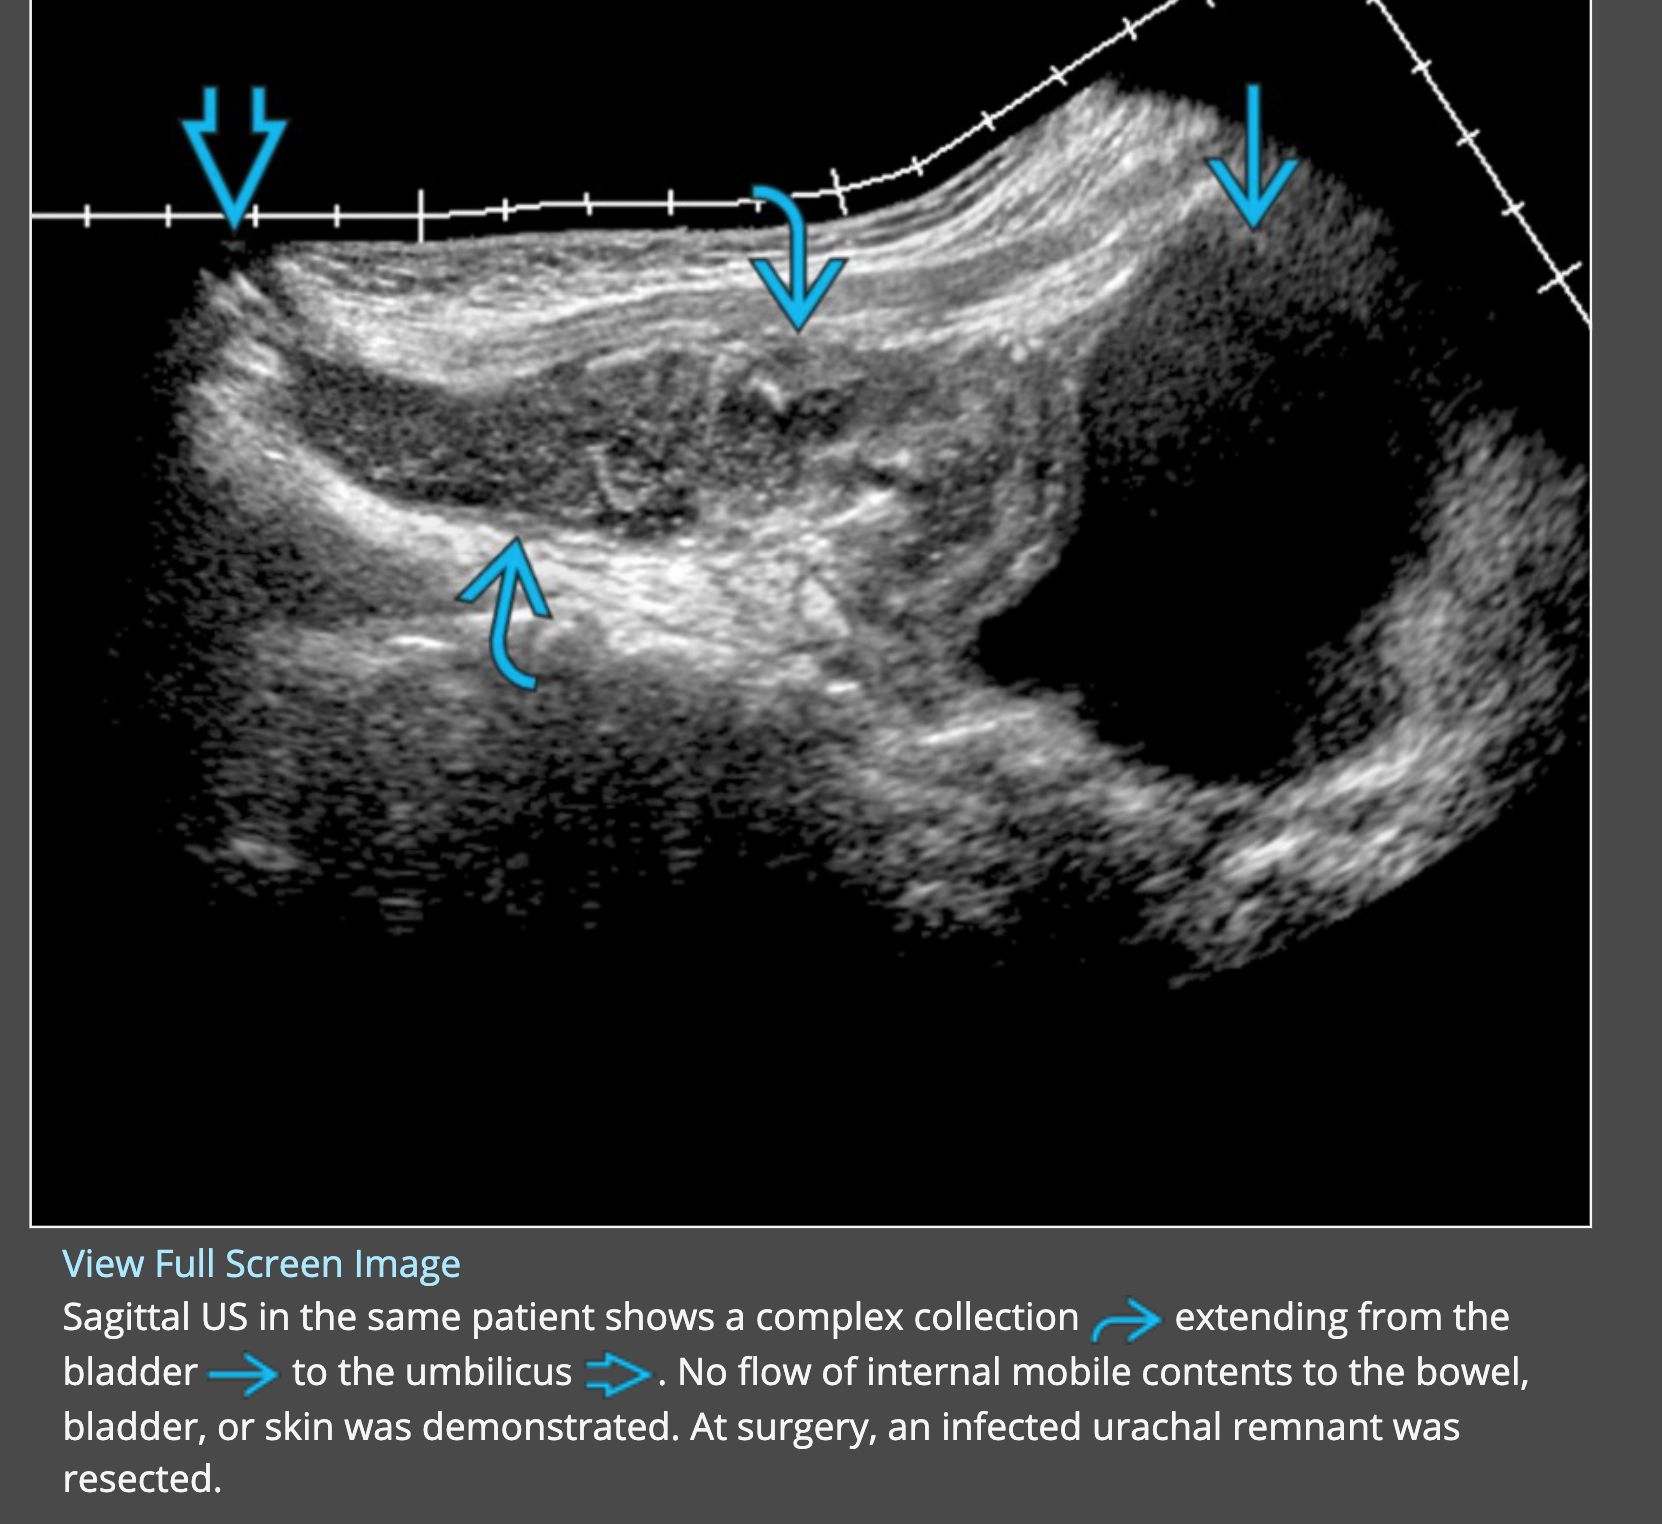 View Full Screen Image
Sagittal US in the same patient shows a complex collection extending from the
bladder to the umbilicus . No flow of internal mobile contents to the bowel,
bladder, or skin was demonstrated. At surgery, an infected urachal remnant was
resected.